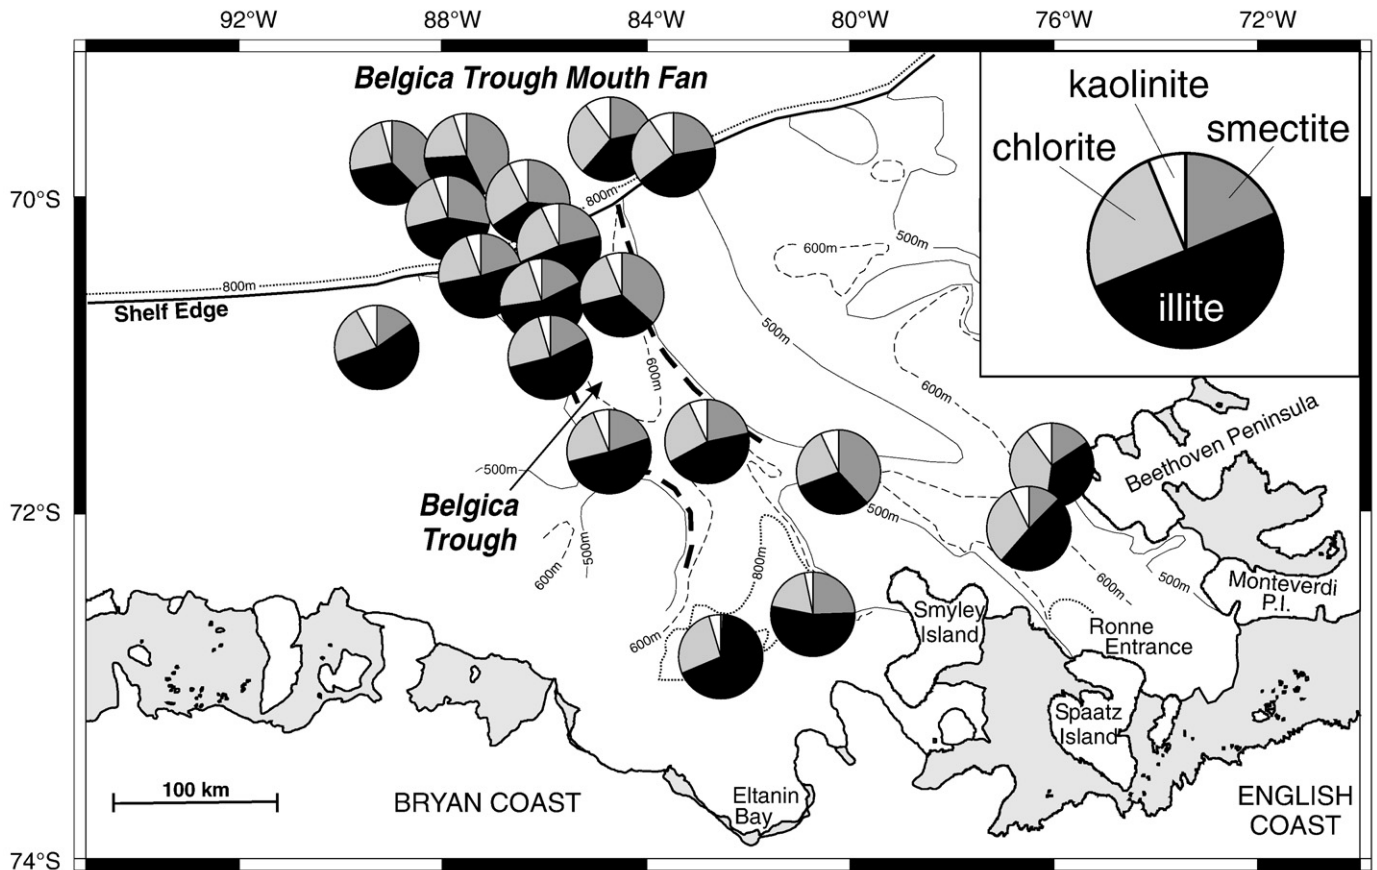 92°W
88°W
84°W
80°W
76°W
72°W
Belgica Trough Mouth Fan
kaolinite
smectite
chlorite
illite
70°S
800m
500m
600m
800m
Shelf Edge
500m
600m
600m
Beethoven Peninsula
500m
Belgica
Trough
72°S
500m
600m
500m
800m
600m
500m
Monteverdi
P.I.
Smyley
Island
600m
Ronne
Entrance
Spaatz
Island
100 km
BRYAN COAST
Eltanin
Bay
ENGLISH
COAST
74°S